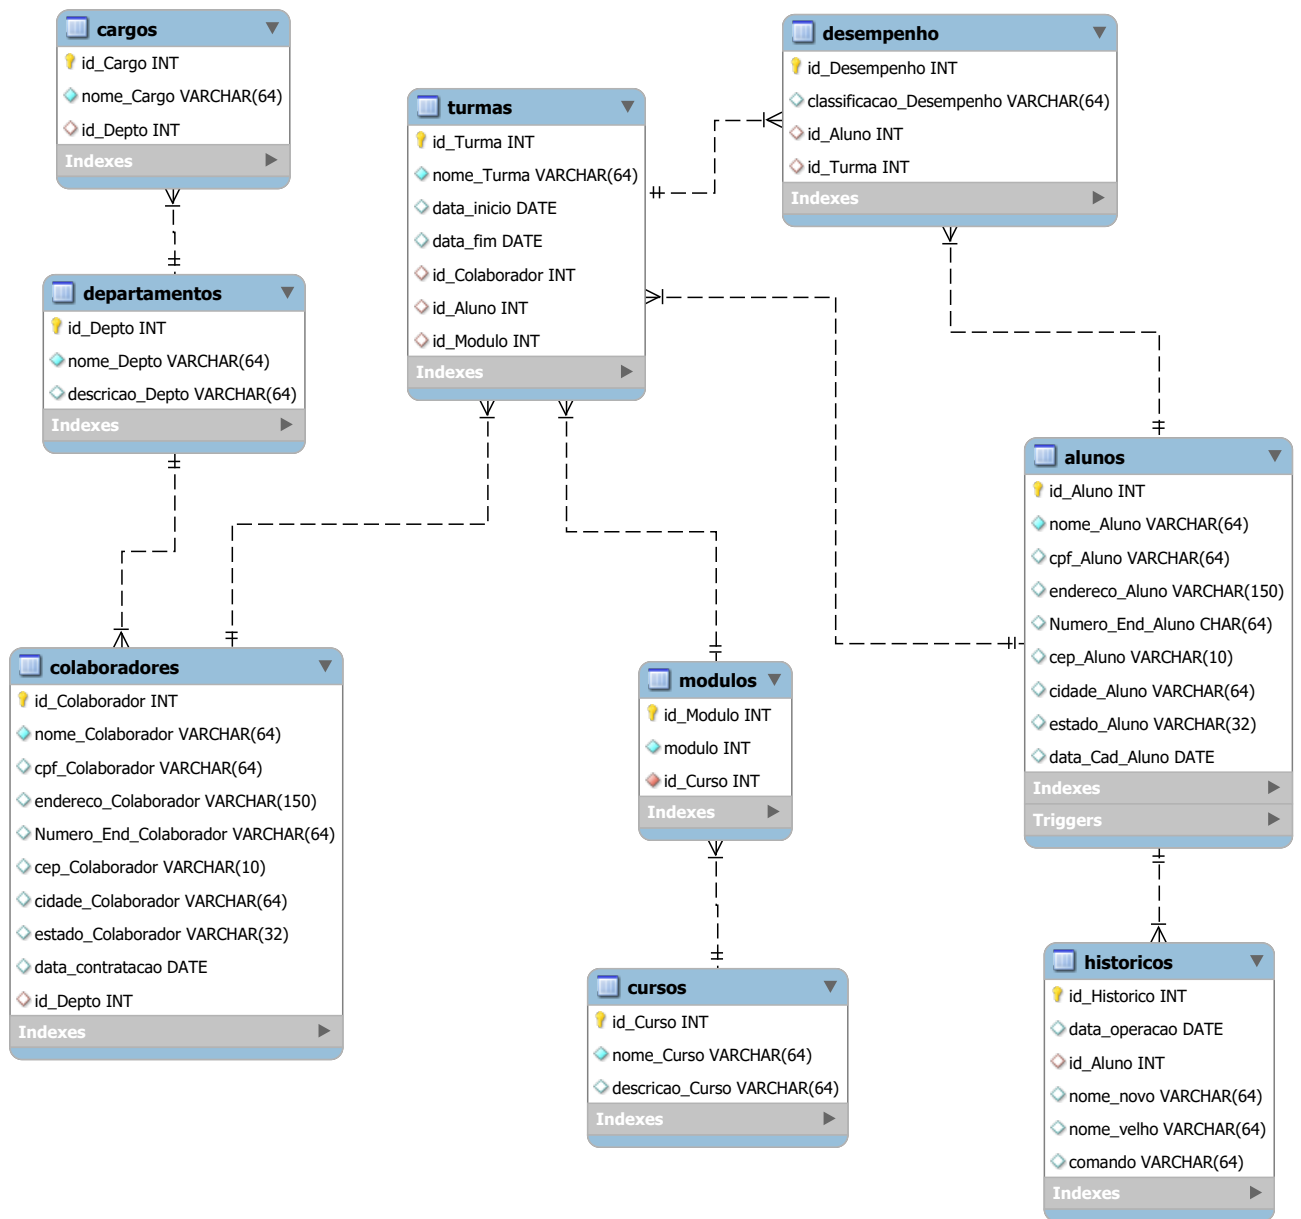 cargos
id_Cargo INT
nome_Cargo VARCHAR(64)
id_Depto INT
Indexes
departamentos
id_Depto INT
nome_Depto VARCHAR(64)
descricao_Depto VARCHAR(64)
Indexes
colaboradores
id_Colaborador INT
nome_Colaborador VARCHAR(64)
cpf_Colaborador VARCHAR(64)
endereco_Colaborador VARCHAR(150)
Numero_End_Colaborador VARCHAR(64)
cep_Colaborador VARCHAR(10)
cidade_Colaborador VARCHAR(64)
estado_Colaborador VARCHAR(32)
data_contratacao DATE
id_Depto INT
Indexes
turmas
id_Turma INT
nome_Turma VARCHAR(64)
data_inicio DATE
data_fim DATE
id_Colaborador INT
id_Aluno INT
id_Modulo INT
Indexes
modulos
id_Modulo INT
modulo INT
id_Curso INT
Indexes
cursos
id_Curso INT
nome_Curso VARCHAR(64)
descricao_Curso VARCHAR(64)
Indexes
desempenho
id_Desempenho INT
classificacao_Desempenho VARCHAR(64)
id_Aluno INT
id_Turma INT
Indexes
alunos
id_Aluno INT
nome_Aluno VARCHAR(64)
cpf_Aluno VARCHAR(64)
endereco_Aluno VARCHAR(150)
Numero_End_Aluno CHAR(64)
cep_Aluno VARCHAR(10)
cidade_Aluno VARCHAR(64)
estado_Aluno VARCHAR(32)
data_Cad_Aluno DATE
Indexes
Triggers
historicos
id_Historico INT
data_operacao DATE
id_Aluno INT
nome_novo VARCHAR(64)
nome_velho VARCHAR(64)
comando VARCHAR(64)
Indexes